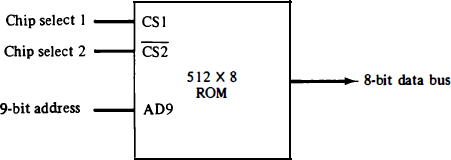 Chip select 1
CS1
Chip select 2
CS2
512 X 8
ROM
8-bit data bus
9-bit address
AD9